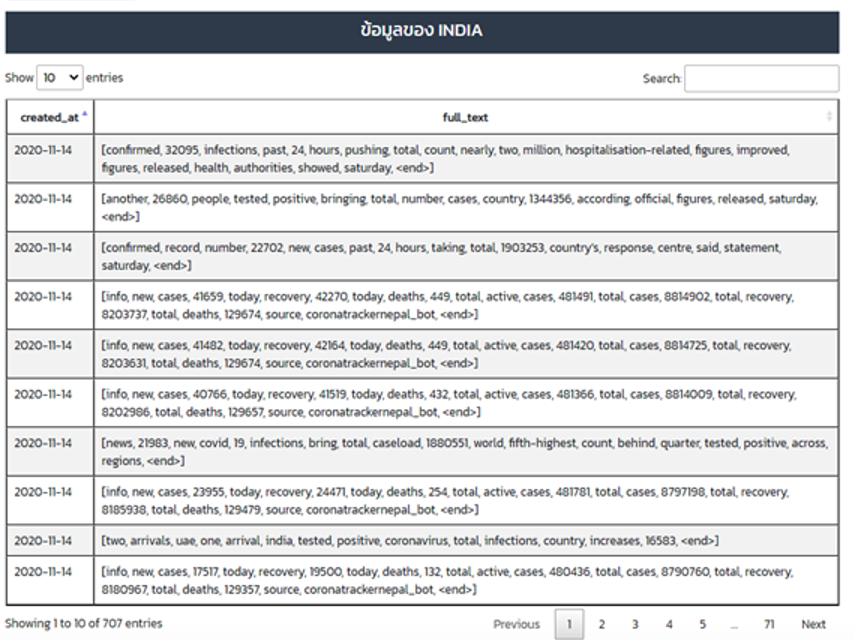 ข้อมูลของ INDIA
Show 10 entries
Search:
created_at full_text
2020-11-14 [confirmed, 32095, infections, past, 24, hours, pushing, total, count, nearly, two, million, hospitalisation-related, figures, improved,
figures, released, health, authorities, showed, saturday, <end>]
2020-11-14 [another, 26860, people, tested, positive, bringing, total, number, cases, country, 1344356, according, official, figures, released, saturday,
<end>]
2020-11-14 [confirmed, record, number, 22702, new, cases, past, 24, hours, taking, total, 1903253, country's, response, centre, said, statement,
saturday, <end>]
2020-11-14 [info, new, cases, 41659, today, recovery, 42270, today, deaths, 449, total, active, cases, 481491, total, cases, 8814902, total, recovery,
8203737, total, deaths, 129674, source, coronatrackernepal_bot, <end>]
2020-11-14 [info, new, cases, 41482, today, recovery, 42164, today, deaths, 449, total, active, cases, 481420, total, cases, 8814725, total, recovery,
8203631, total, deaths, 129674, source, coronatrackernepal_bot, <end>]
2020-11-14 [info, new, cases, 40766, today, recovery, 41519, today, deaths, 432, total, active, cases, 481366, total, cases, 8814009, total, recovery,
8202986, total, deaths, 129657, source, coronatrackernepal_bot, <end>]
2020-11-14 [news, 21983, new, covid, 19, infections, bring, total, caseload, 1880551, world, fifth-highest, count, behind, quarter, tested, positive, across,
regions, <end>]
2020-11-14 [info, new, cases, 23955, today, recovery, 24471, today, deaths, 254, total, active, cases, 481781, total, cases, 8797198, total, recovery,
8185938, total, deaths, 129479, source, coronatrackernepal_bot, <end>]
2020-11-14 [two, arrivals, uae, one, arrival, india, tested, positive, coronavirus, total, infections, country, increases, 16583, <end>]
2020-11-14 [info, new, cases, 17517, today, recovery, 19500, today, deaths, 132, total, active, cases, 480436, total, cases, 8790760, total, recovery,
8180967, total, deaths, 129357, source, coronatrackernepal_bot, <end>]
Showing 1 to 10 of 707 entries
Previous 1 2 3 4 5 … 71 Next